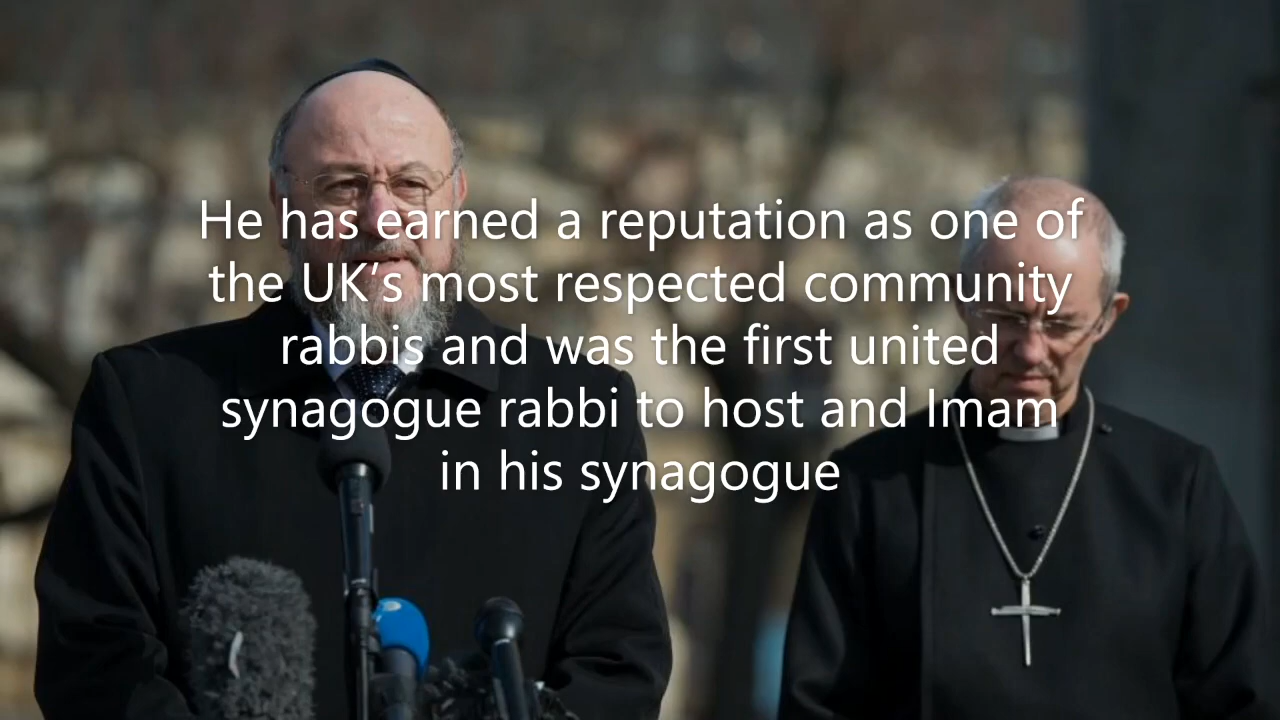 He has earned a reputation as one of
the UK’s most respected community
rabbis and was the first united
synagogue rabbi to host and Imam
in his synagogue